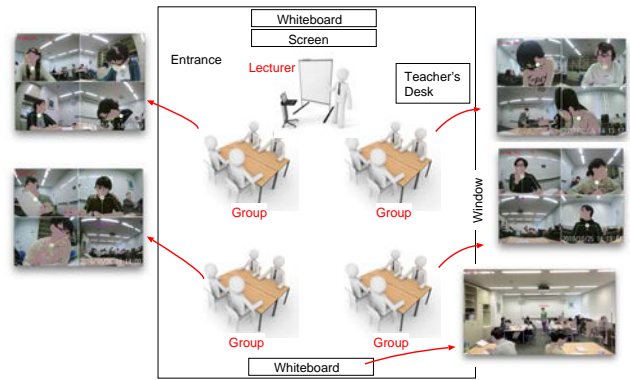 Whiteboard
Screen
Entrance
Lecturer
Teacher's
Desk
Group
Group
Window
Group
Group
Whiteboard